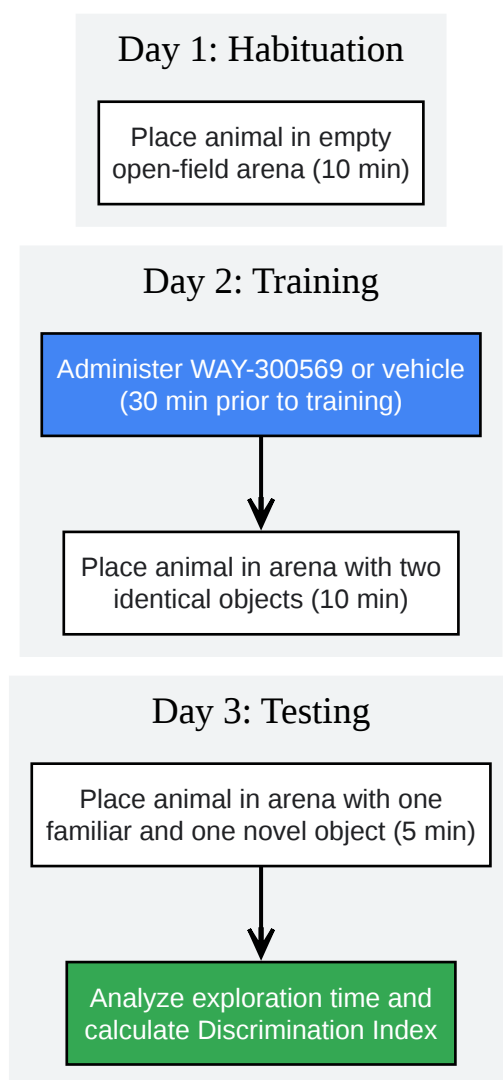 Day 1: Habituation
Place animal in empty
open-field arena (10 min)
Day 2: Training
Administer WAY-300569 or vehicle
(30 min prior to training)
Place animal in arena with two
identical objects (10 min)
Day 3: Testing
Place animal in arena with one
familiar and one novel object (5 min)
Analyze exploration time and
calculate Discrimination Index